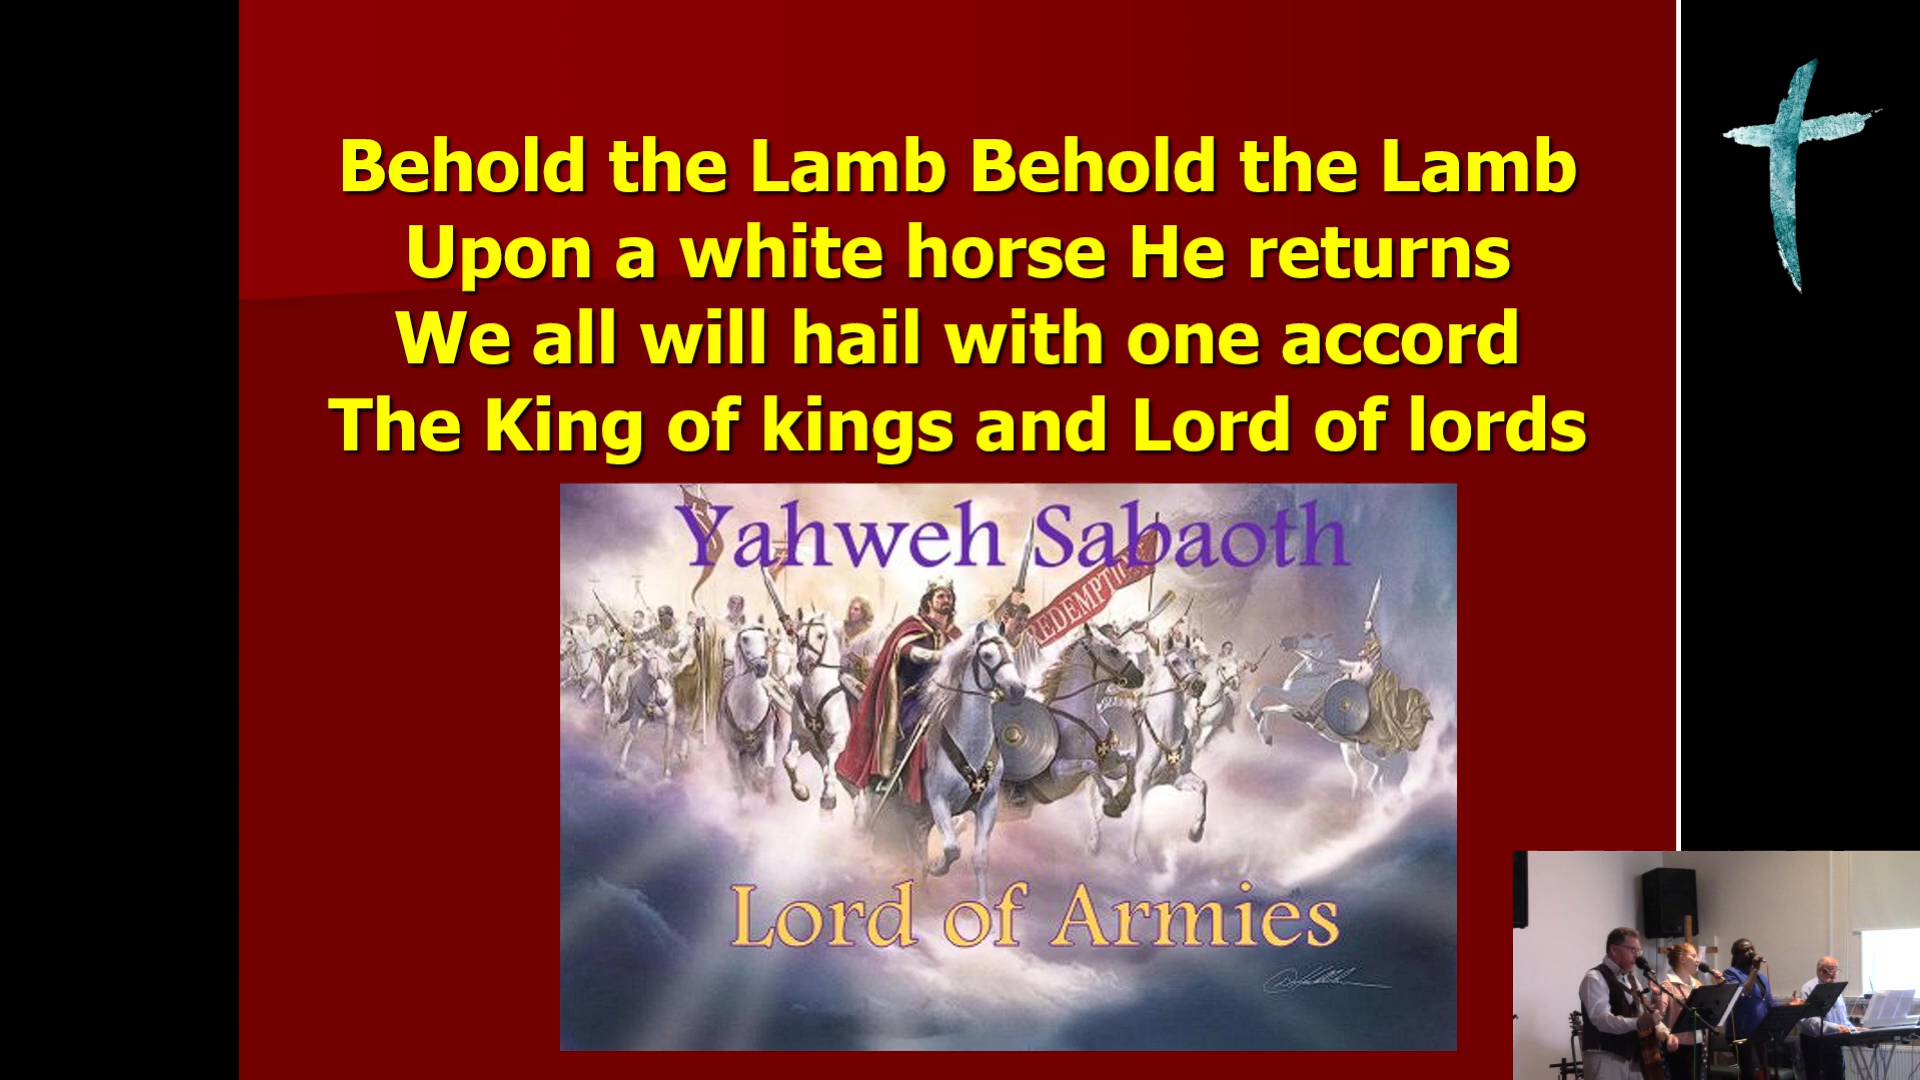 Behold the Lamb Behold the Lamb
Upon a white horse He returns
We all will hail with one accord
The King of kings and Lord of lords
Yahweh Sabaoth
REDEMPTION
Lord of Armies